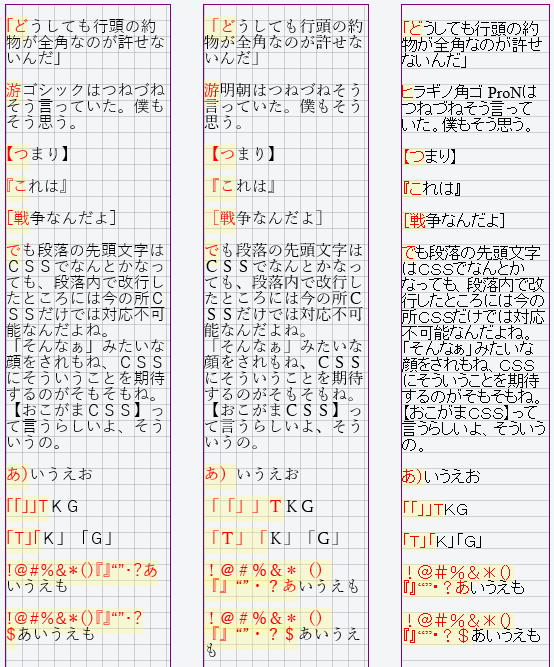 「どうしても行頭の約
物が全角なのが許せな
いんだ」
游ゴシックはつねづね
そう言っていた。僕も
そう思う。
【つまり】
『これは』
［戦争なんだよ］
でも段落の先頭文字は
ＣＳＳでなんとかなっ
ても、段落内で改行し
たところには今の所Ｃ
ＳＳだけでは対応不可
能なんだよね。
「そんなぁ」みたいな
顔をされもね、ＣＳＳ
にそういうことを期待
するのがそもそもね。
【おこがまＣＳＳ】っ
て言うらしいよ、そう
いうの。
あ）いうえお
「「」」ＴＫＧ
「Ｔ」「Ｋ」「Ｇ」
！＠＃％＆＊（）『』“”・？あ
いうえも
！＠＃％＆＊（）『』“”・？
＄あいうえも
「どうしても行頭の約
物が全角なのが許せな
いんだ」
游明朝はつねづねそう
言っていた。僕もそう
思う。
【つまり】
『これは』
［戦争なんだよ］
でも段落の先頭文字は
ＣＳＳでなんとかなっ
ても、段落内で改行し
たところには今の所Ｃ
ＳＳだけでは対応不可
能なんだよね。
「そんなぁ」みたいな
顔をされもね、ＣＳＳ
にそういうことを期待
するのがそもそもね。
【おこがまＣＳＳ】っ
て言うらしいよ、そう
いうの。
あ）いうえお
「「」」ＴＫＧ
「Ｔ」「Ｋ」「Ｇ」
！＠＃％＆＊（）
『』“”・？あいうえも
！＠＃％＆＊（）
『』“”・？＄あいうえ
も
「どうしても行頭の約
物が全角なのが許せ
ないんだ」
ヒラギノ角ゴ ProNは
つねづねそう言って
いた。僕もそう思う。
【つまり】
『これは』
［戦争なんだよ］
でも段落の先頭文字
はＣＳＳでなんとか
なっても、段落内で改
行したところには今の
所ＣＳＳだけでは対応
不可能なんだよね。
「そんなぁ」みたいな
顔をされもね、ＣＳＳ
にそういうことを期待
するのがそもそもね。
【おこがまＣＳＳ】って
言うらしいよ、そういう
の。
あ）いうえお
「「」」ＴＫＧ
「Ｔ」「Ｋ」「Ｇ」
！＠＃％＆＊（）
『』“”・？あいうえも
！＠＃％＆＊（）
『』“”・？＄あいうえも